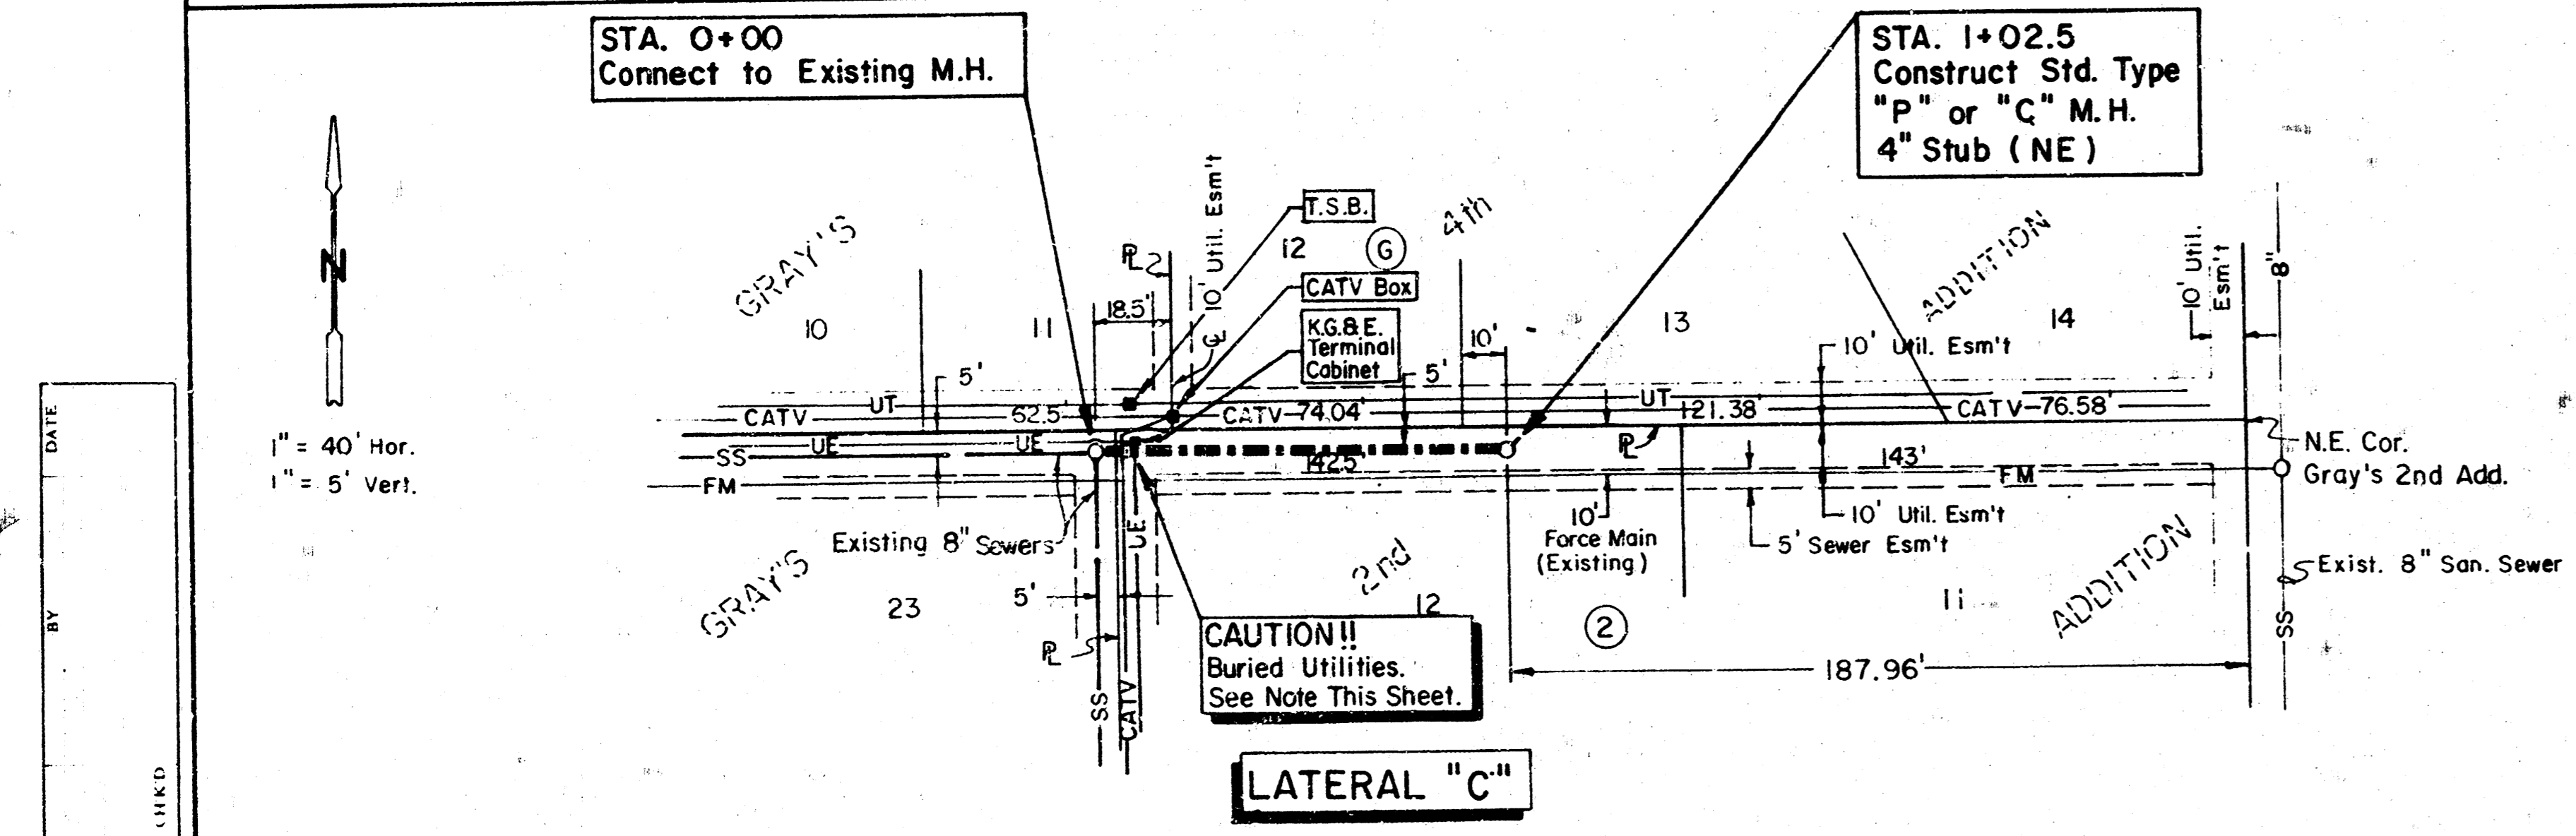 STA. 0+00
Connect to Existing M.H.
STA. 1+02.5
Construct Std. Type
"P" or "C" M.H.
4" Stub (NE)
N
1" = 40' Hor.
1" = 5' Vert.
DATE
BY
CHK'D
GRAY'S
4th
ADDITION
10
11
12
G
13
14
T.S.B.
CATV Box
K.G.&E.
Terminal
Cabinet
10' Util. Esm't
PL
18.5'
CL
10'
5'
5'
10' Util. Esm't
10' Util.
Esm't
8"
CATV
UT
62.5'
CATV
74.04'
UT
121.38'
CATV
76.58'
UE
UE
SS
FM
142.5'
PL
143'
FM
N.E. Cor.
Gray's 2nd Add.
Existing 8" Sewers
UE
10'
Force Main
(Existing)
10' Util. Esm't
5' Sewer Esm't
Exist. 8" San. Sewer
GRAY'S
2nd
ADDITION
23
5'
12
2
11
PL
SS
CATV
SS
CAUTION!!
Buried Utilities.
See Note This Sheet.
187.96'
LATERAL "C"